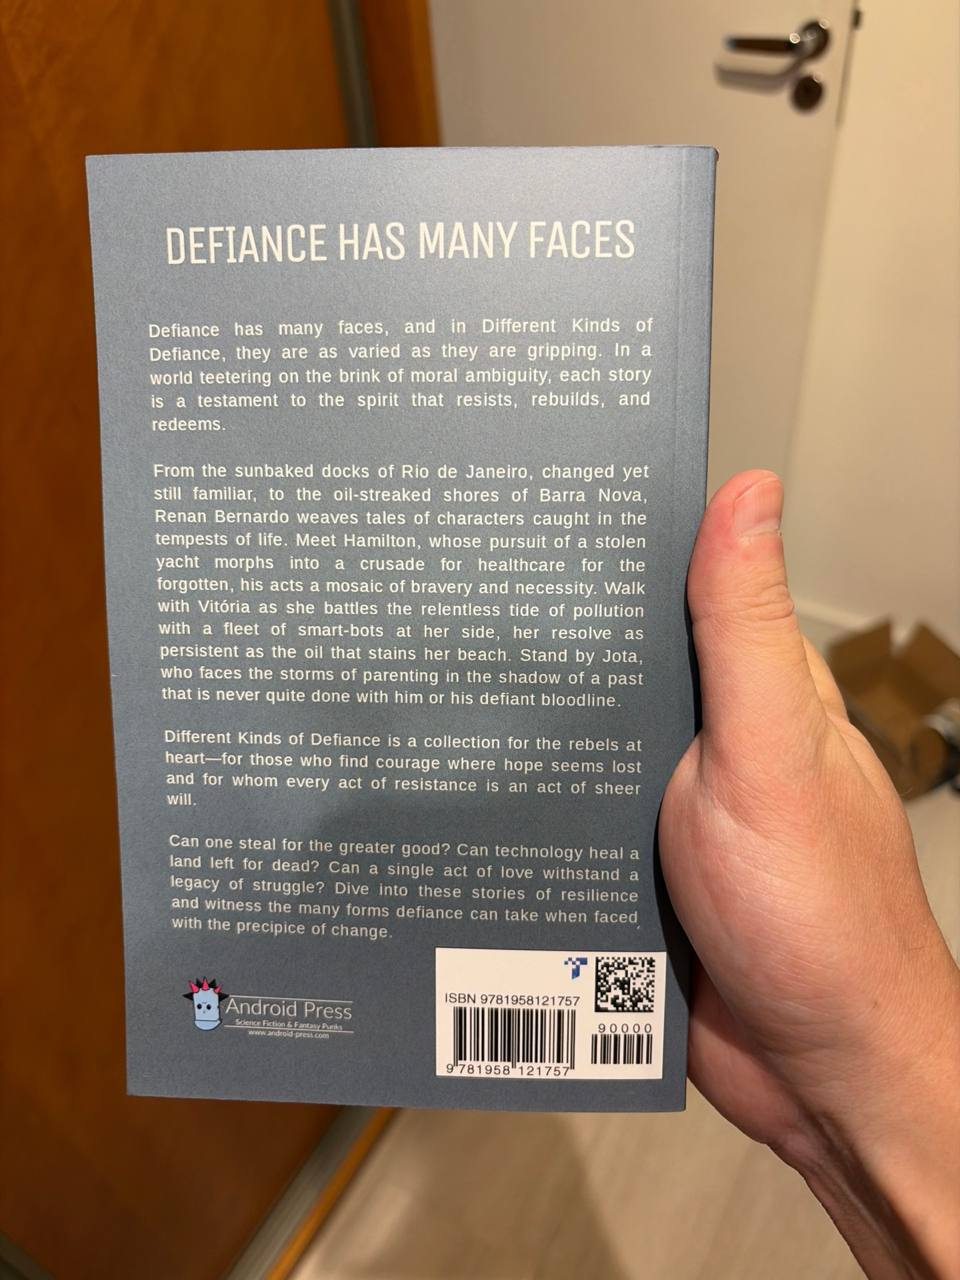 DEFIANCE HAS MANY FACES
Defiance has many faces, and in Different Kinds of
Defiance, they are as varied as they are gripping. In a
world teetering on the brink of moral ambiguity, each story
is a testament to the spirit that resists, rebuilds, and
redeems.
From the sunbaked docks of Rio de Janeiro, changed yet
still familiar, to the oil-streaked shores of Barra Nova,
Renan Bernardo weaves tales of characters caught in the
tempests of life. Meet Hamilton, whose pursuit of a stolen
yacht morphs into a crusade for healthcare for the
forgotten, his acts a mosaic of bravery and necessity. Walk
with Vitória as she battles the relentless tide of pollution
with a fleet of smart-bots at her side, her resolve as
persistent as the oil that stains her beach. Stand by Jota,
who faces the storms of parenting in the shadow of a past
that is never quite done with him or his defiant bloodline.
Different Kinds of Defiance is a collection for the rebels at
heart—for those who find courage where hope seems lost
and for whom every act of resistance is an act of sheer
will.
Can one steal for the greater good? Can technology heal a
land left for dead? Can a single act of love withstand a
legacy of struggle? Dive into these stories of resilience
and witness the many forms defiance can take when faced
with the precipice of change.
Android Press
Science Fiction & Fantasy Punks
www.android-press.com
ISBN 9781958121757
90000
9 781958 121757